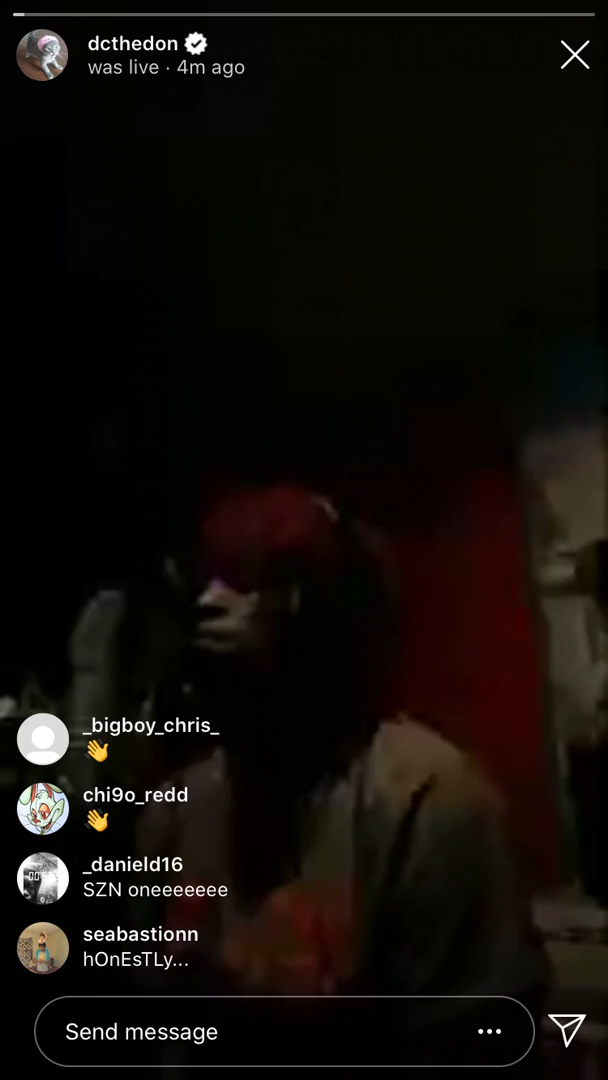 dcthedon
was live · 4m ago
_bigboy_chris_
👋
chi9o_redd
👋
_danield16
SZN oneeeeeee
seabastionn
hOnEsTLy...
Send message